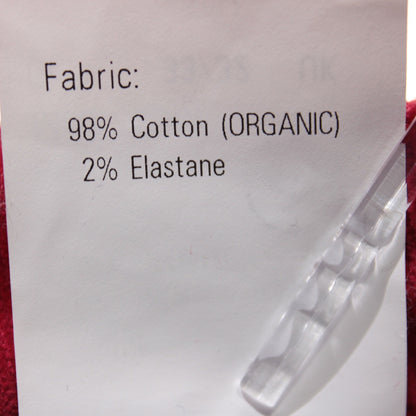 Fabric:
98% Cotton (ORGANIC)
2% Elastane